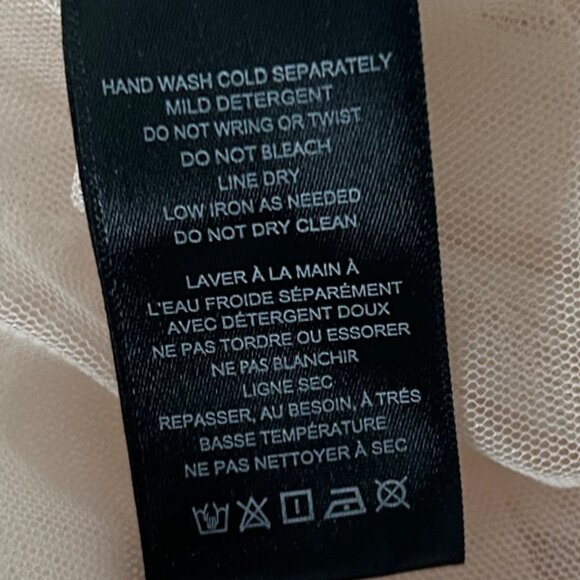 HAND WASH COLD SEPARATELY
MILD DETERGENT
DO NOT WRING OR TWIST
DO NOT BLEACH
LINE DRY
LOW IRON AS NEEDED
DO NOT DRY CLEAN
LAVER À LA MAIN À
L'EAU FROIDE SÉPARÉMENT
AVEC DÉTERGENT DOUX
NE PAS TORDRE OU ESSORER
NE PAS BLANCHIR
LIGNE SEC
REPASSER, AU BESOIN, À TRÉS
BASSE TEMPÉRATURE
NE PAS NETTOYER À SEC